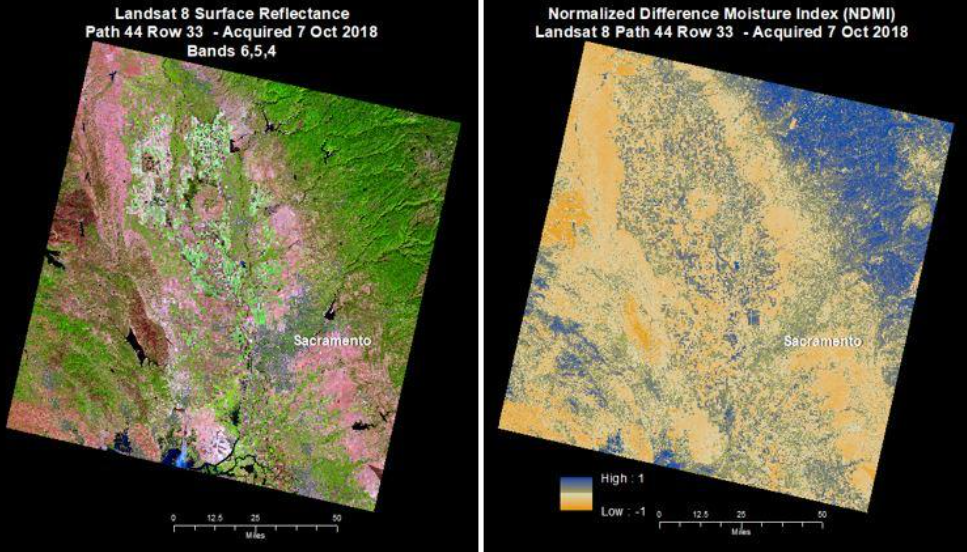 Landsat 8 Surface Reflectance
Path 44 Row 33 - Acquired 7 Oct 2018
Bands 6,5,4
Sacramento
0 12.5 25 50
Miles
Normalized Difference Moisture Index (NDMI)
Landsat 8 Path 44 Row 33 - Acquired 7 Oct 2018
Sacramento
High : 1
Low : -1
0 12.5 25 50
Miles